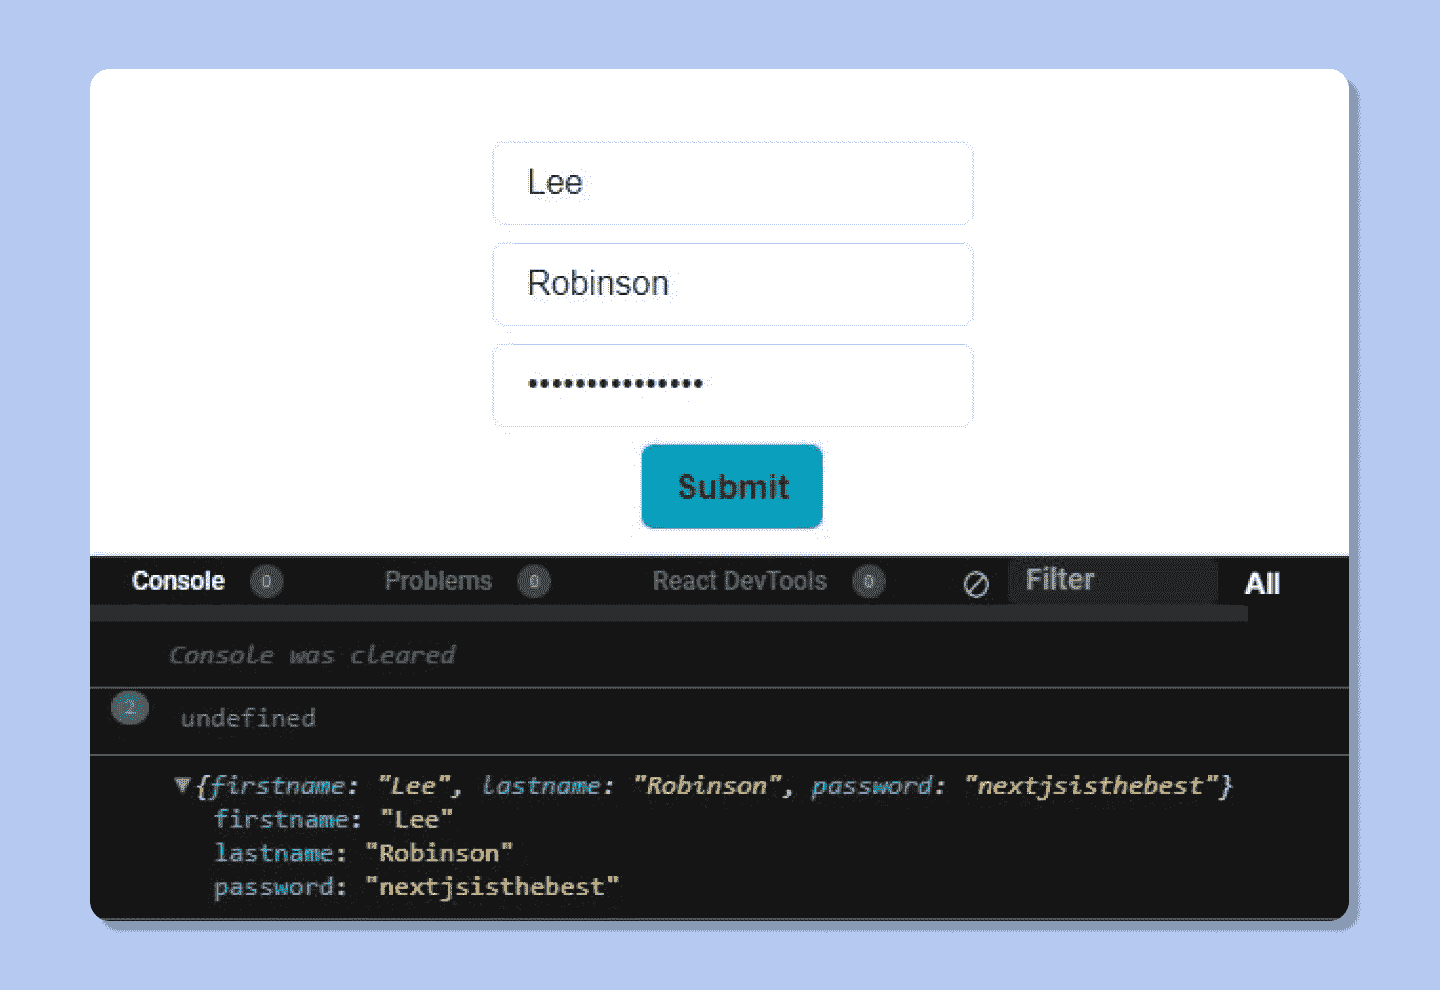 Lee
Robinson
•••••••••••••••
Submit
Console 0 Problems 0 React DevTools 0 Filter All
Console was cleared
2 undefined
▼{firstname: "Lee", lastname: "Robinson", password: "nextjsisthebest"}
firstname: "Lee"
lastname: "Robinson"
password: "nextjsisthebest"